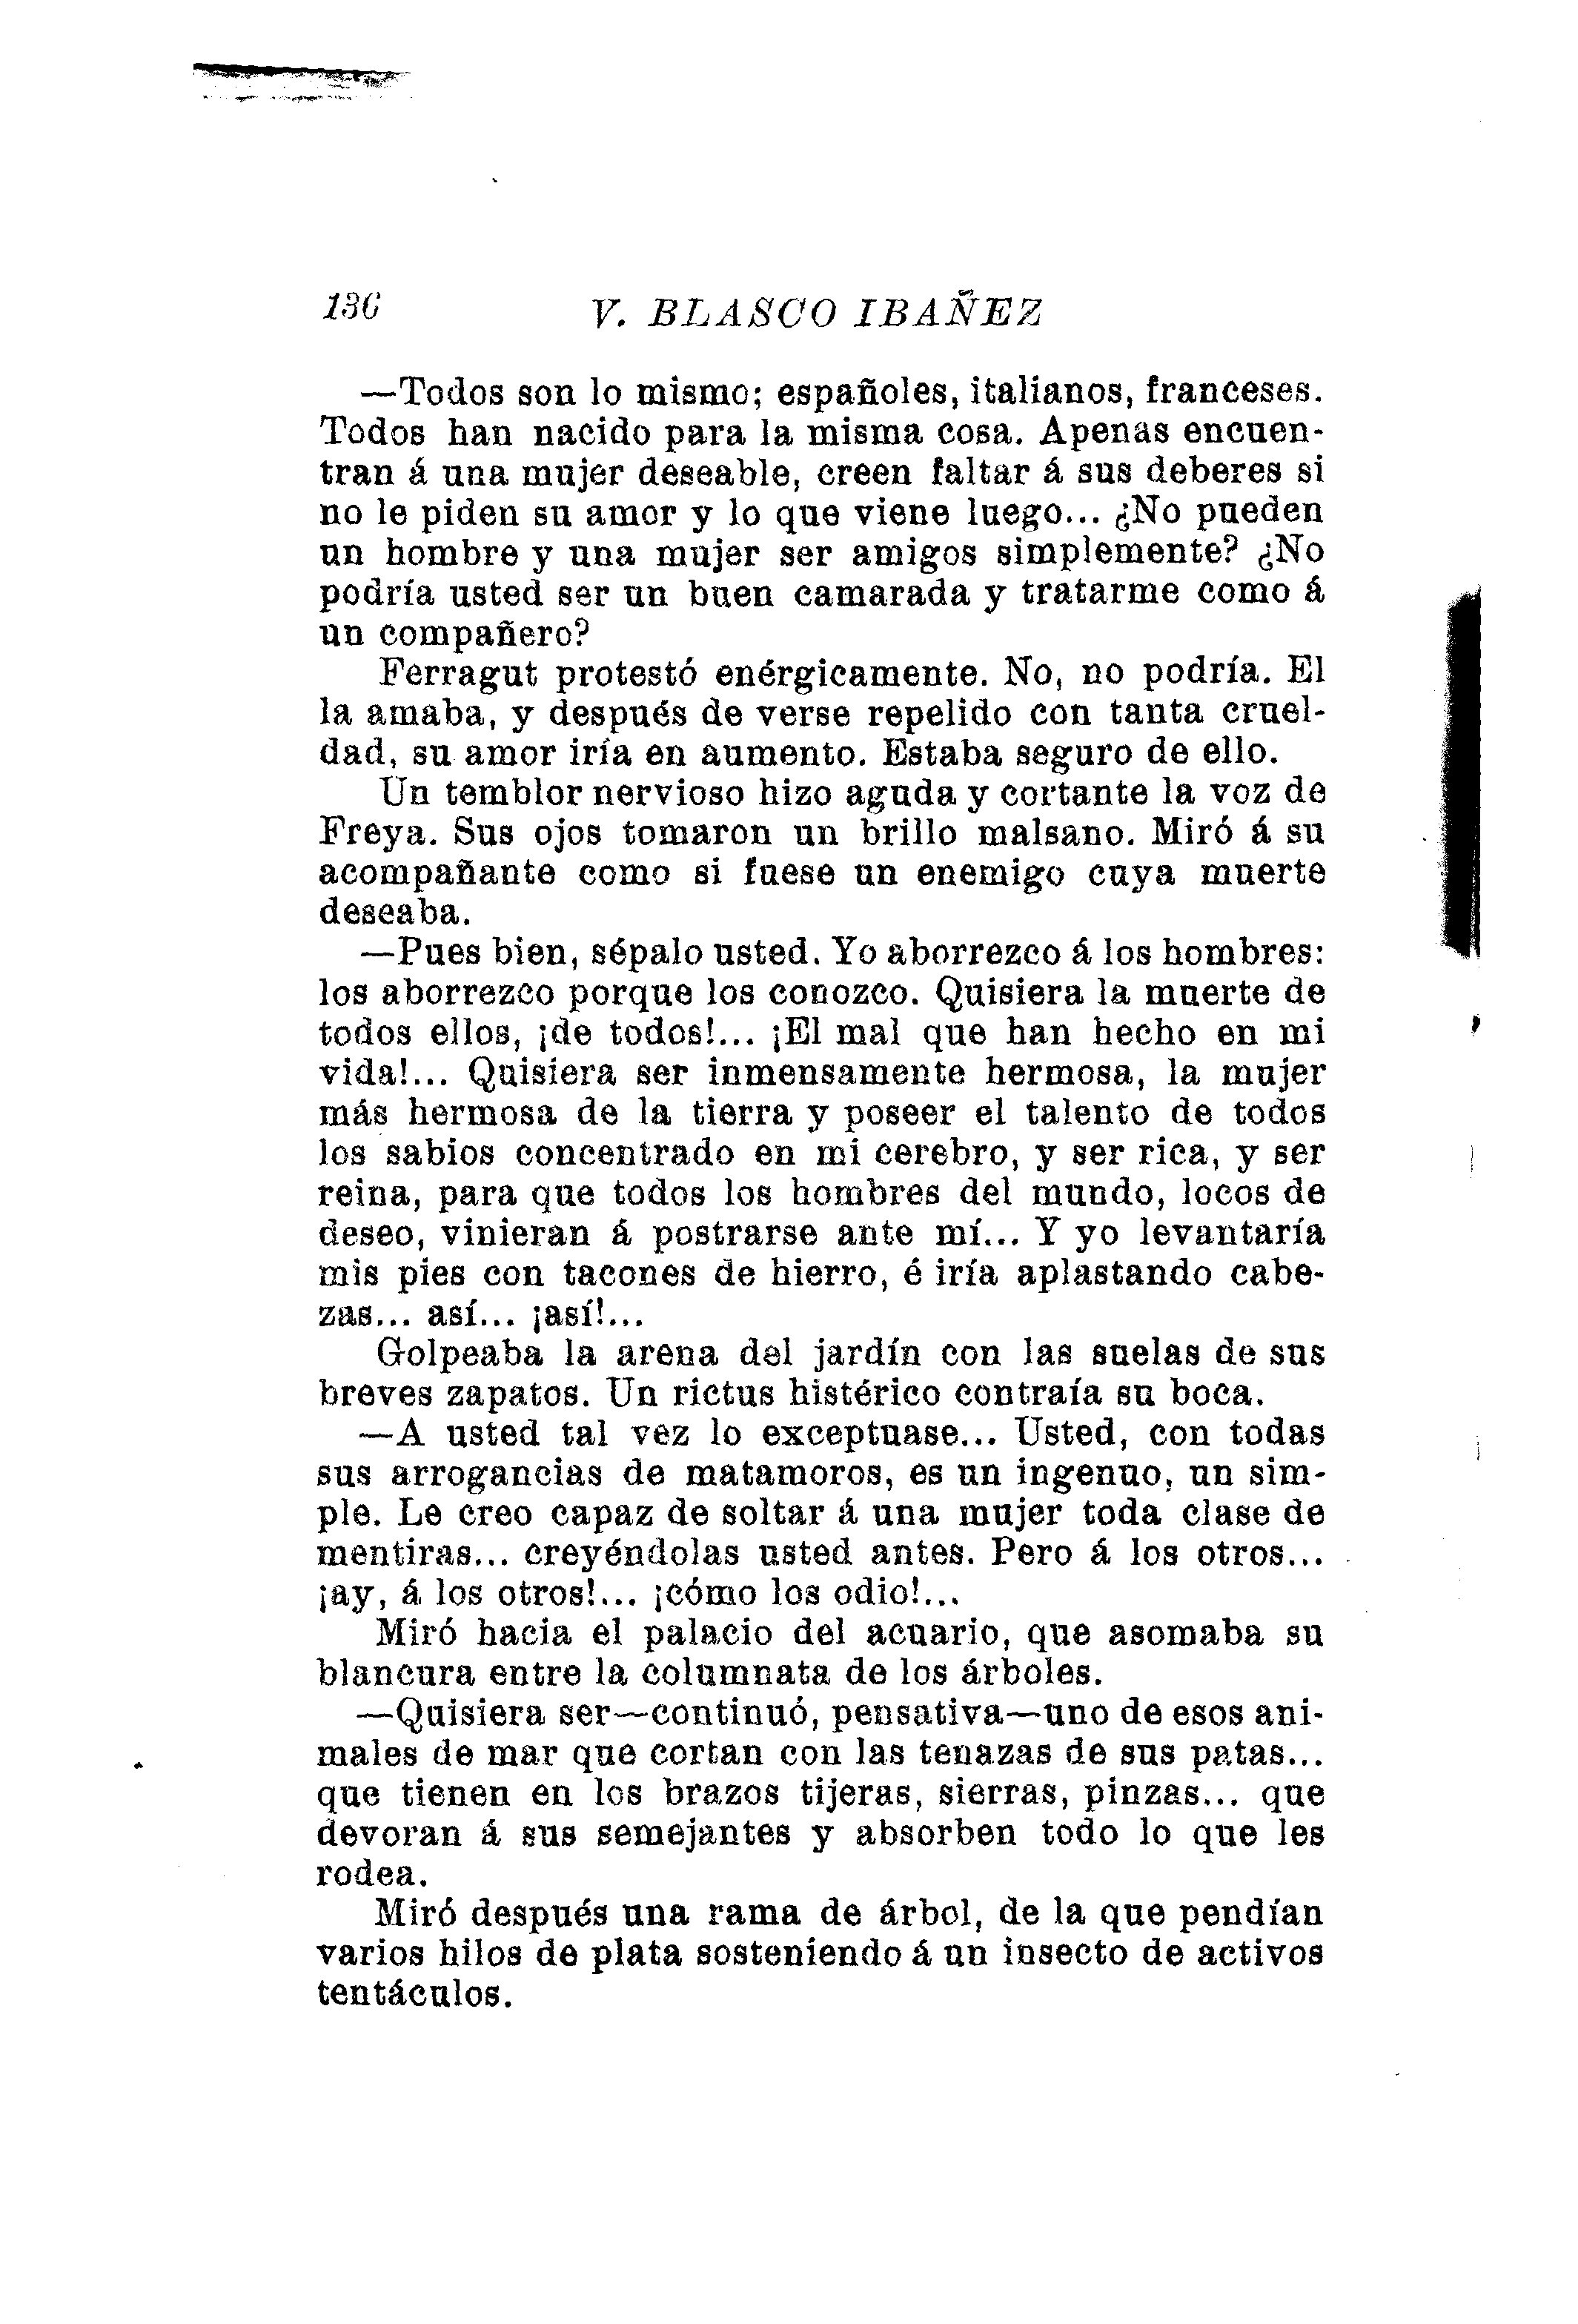 136
V. BLASCO IBAÑEZ
—Todos son lo mismo; españoles, italianos, franceses.
Todos han nacido para la misma cosa. Apenas encuen-
tran á una mujer deseable, creen faltar á sus deberes si
no le piden su amor y lo que viene luego... ¿No pueden
un hombre y una mujer ser amigos simplemente? ¿No
podría usted ser un buen camarada y tratarme como á
un compañero?
Ferragut protestó enérgicamente. No, no podría. El
la amaba, y después de verse repelido con tanta cruel-
dad, su amor iría en aumento. Estaba seguro de ello.
Un temblor nervioso hizo aguda y cortante la voz de
Freya. Sus ojos tomaron un brillo malsano. Miró á su
acompañante como si fuese un enemigo cuya muerte
deseaba.
—Pues bien, sépalo usted. Yo aborrezco á los hombres:
los aborrezco porque los conozco. Quisiera la muerte de
todos ellos, ¡de todos!... ¡El mal que han hecho en mi
vida!... Quisiera ser inmensamente hermosa, la mujer
más hermosa de la tierra y poseer el talento de todos
los sabios concentrado en mi cerebro, y ser rica, y ser
reina, para que todos los hombres del mundo, locos de
deseo, vinieran á postrarse ante mí... Y yo levantaría
mis pies con tacones de hierro, é iría aplastando cabe-
zas... así... ¡así!...
Golpeaba la arena del jardín con las suelas de sus
breves zapatos. Un rictus histérico contraía su boca.
—A usted tal vez lo exceptuase... Usted, con todas
sus arrogancias de matamoros, es un ingenuo, un sim-
ple. Le creo capaz de soltar á una mujer toda clase de
mentiras... creyéndolas usted antes. Pero á los otros...
¡ay, á los otros!... ¡cómo los odio!...
Miró hacia el palacio del acuario, que asomaba su
blancura entre la columnata de los árboles.
—Quisiera ser—continuó, pensativa—uno de esos ani-
males de mar que cortan con las tenazas de sus patas...
que tienen en los brazos tijeras, sierras, pinzas... que
devoran á sus semejantes y absorben todo lo que les
rodea.
Miró después una rama de árbol, de la que pendían
varios hilos de plata sosteniendo á un insecto de activos
tentáculos.